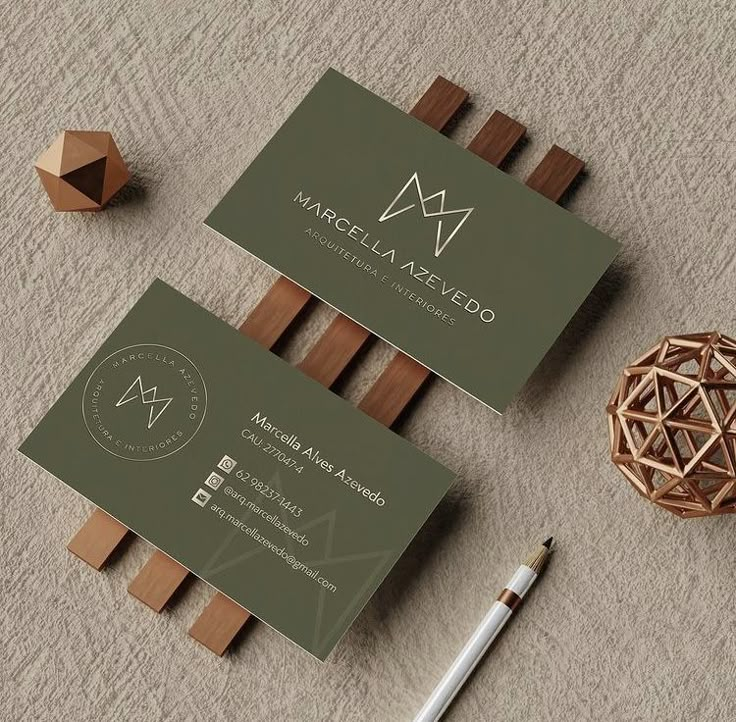 MARCELLA AZEVEDO
ARQUITETURA E INTERIORES
MARCELLA AZEVEDO
ARQUITETURA E INTERIORES
Marcella Alves Azevedo
CAU: 277047-4
62 98237-1443
@arq.marcellazevedo
arq.marcellazevedo@gmail.com